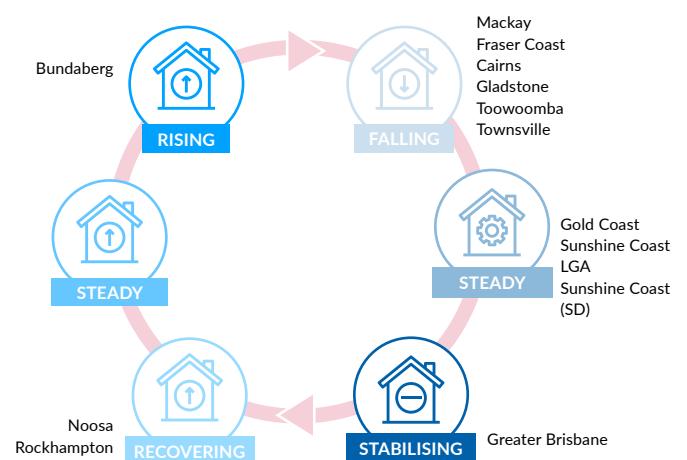 Bundaberg
RISING
Mackay
Fraser Coast
Cairns
Gladstone
Toowoomba
Townsville
FALLING
STEADY
Gold Coast
Sunshine Coast
LGA
Sunshine Coast
(SD)
STEADY
Noosa
Rockhampton
RECOVERING
STABILISING
Greater Brisbane